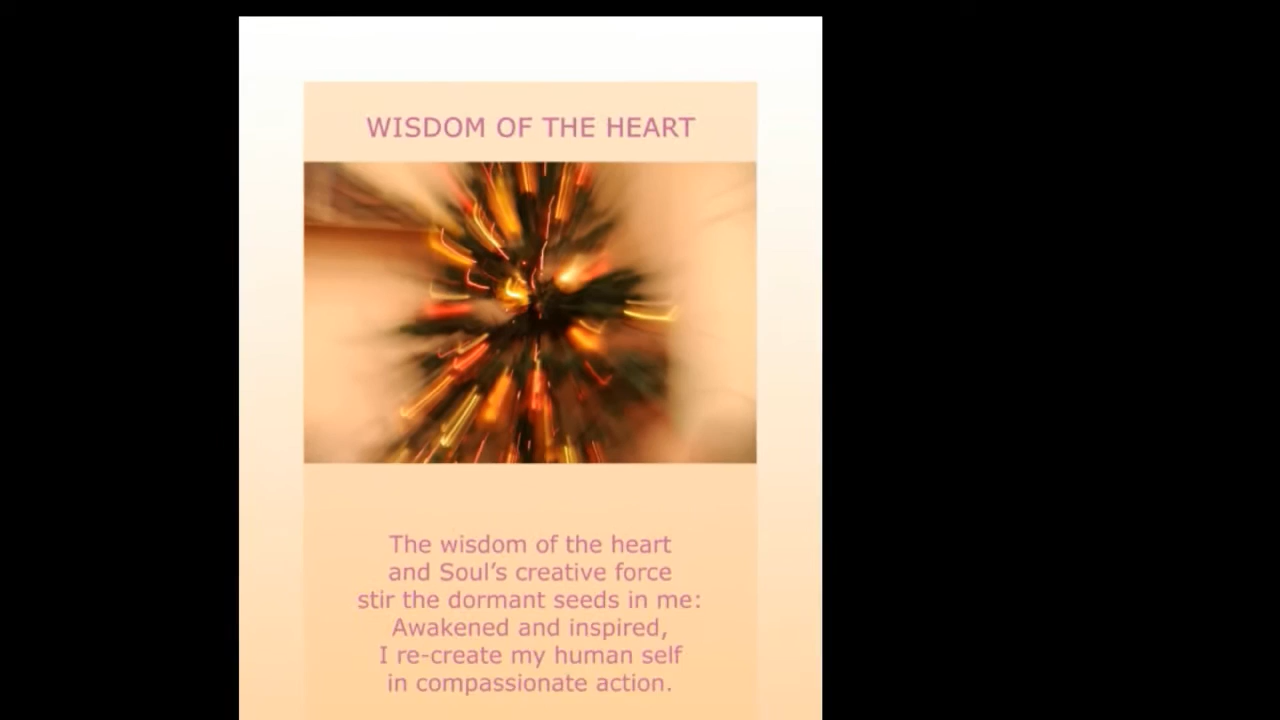 WISDOM OF THE HEART
The wisdom of the heart
and Soul’s creative force
stir the dormant seeds in me:
Awakened and inspired,
I re-create my human self
in compassionate action.